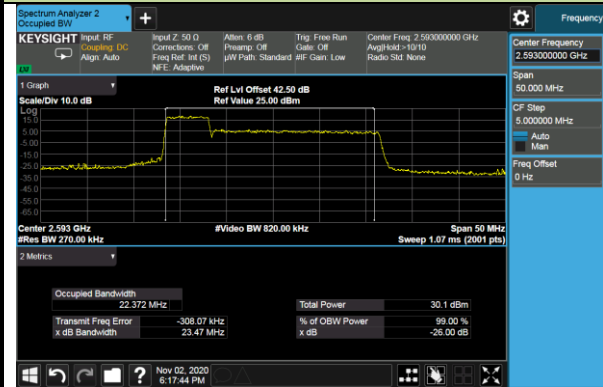 Spectrum Analyzer 2
Occupied BW
KEYSIGHT
Input: RF
Coupling: DC
Align: Auto
Input Z: 50 Ω
Corrections: Off
Freq Ref: Int (S)
NFE: Adaptive
Atten: 6 dB
Preamp: Off
µW Path: Standard
Trig: Free Run
Gate: Off
#IF Gain: Low
Center Freq: 2.593000000 GHz
Avg|Hold:>10/10
Radio Std: None
1 Graph
Scale/Div 10.0 dB
Ref Lvl Offset 42.50 dB
Ref Value 25.00 dBm
Log
15.0
5.00
-5.00
-15.0
-25.0
-35.0
-45.0
-55.0
-65.0
Center 2.593 GHz
#Res BW 270.00 kHz
#Video BW 820.00 kHz
Span 50 MHz
Sweep 1.07 ms (2001 pts)
2 Metrics
Occupied Bandwidth
22.372 MHz
Total Power 30.1 dBm
Transmit Freq Error -308.07 kHz
x dB Bandwidth 23.47 MHz
% of OBW Power 99.00 %
x dB -26.00 dB
Nov 02, 2020
6:17:44 PM
Frequency
Center Frequency
2.593000000 GHz
Span
50.000 MHz
CF Step
5.000000 MHz
Auto
Man
Freq Offset
0 Hz